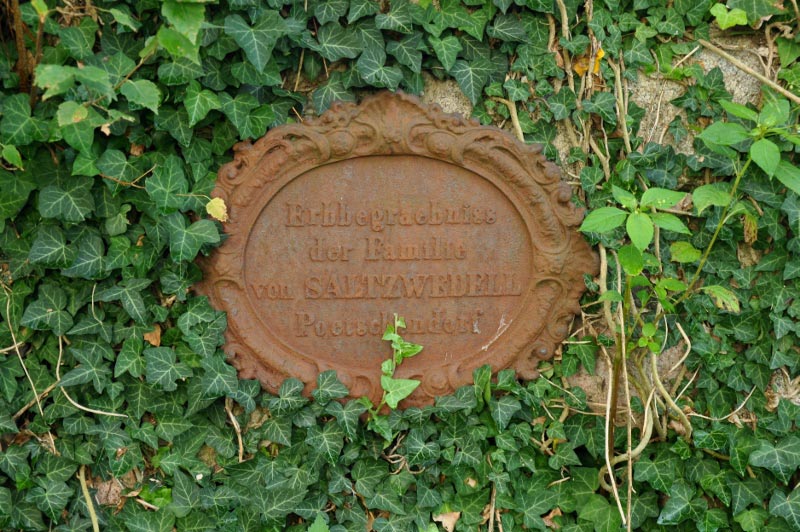 Erbbegraebniss
der Familie
von SALTZWEDELL
Poetschendorf